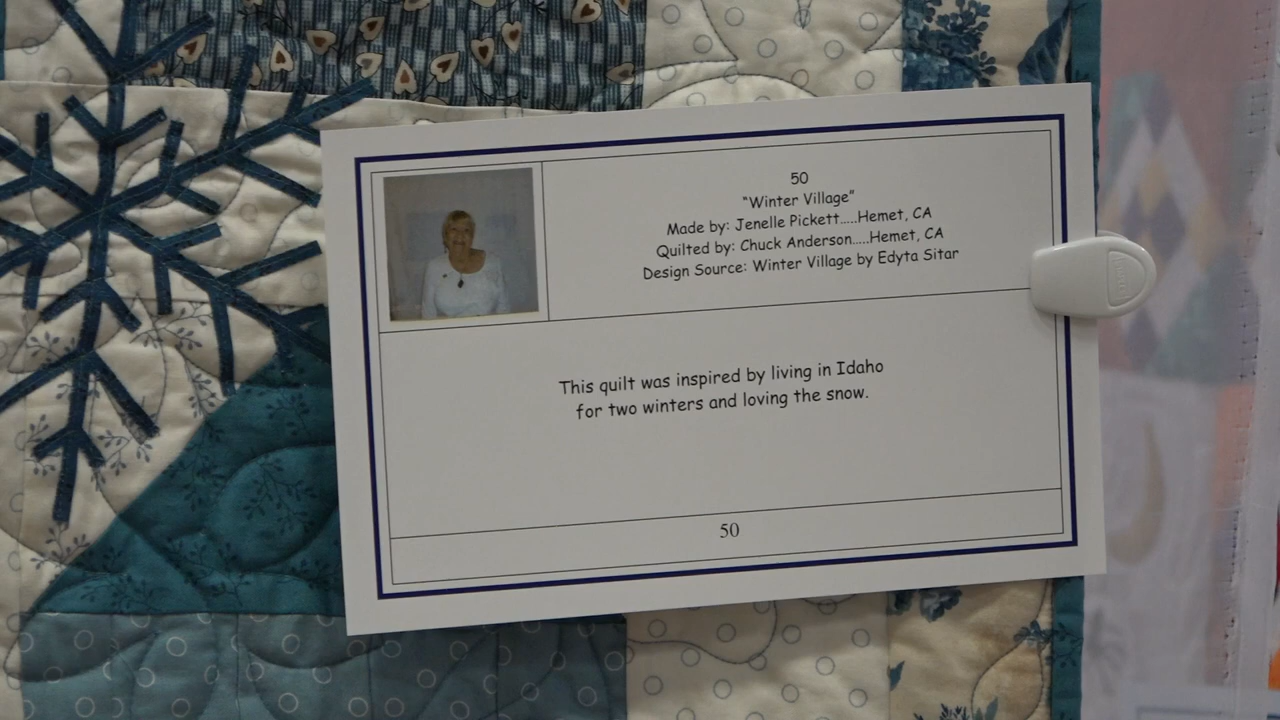 50
“Winter Village”
Made by: Jenelle Pickett.....Hemet, CA
Quilted by: Chuck Anderson.....Hemet, CA
Design Source: Winter Village by Edyta Sitar
This quilt was inspired by living in Idaho
for two winters and loving the snow.
50